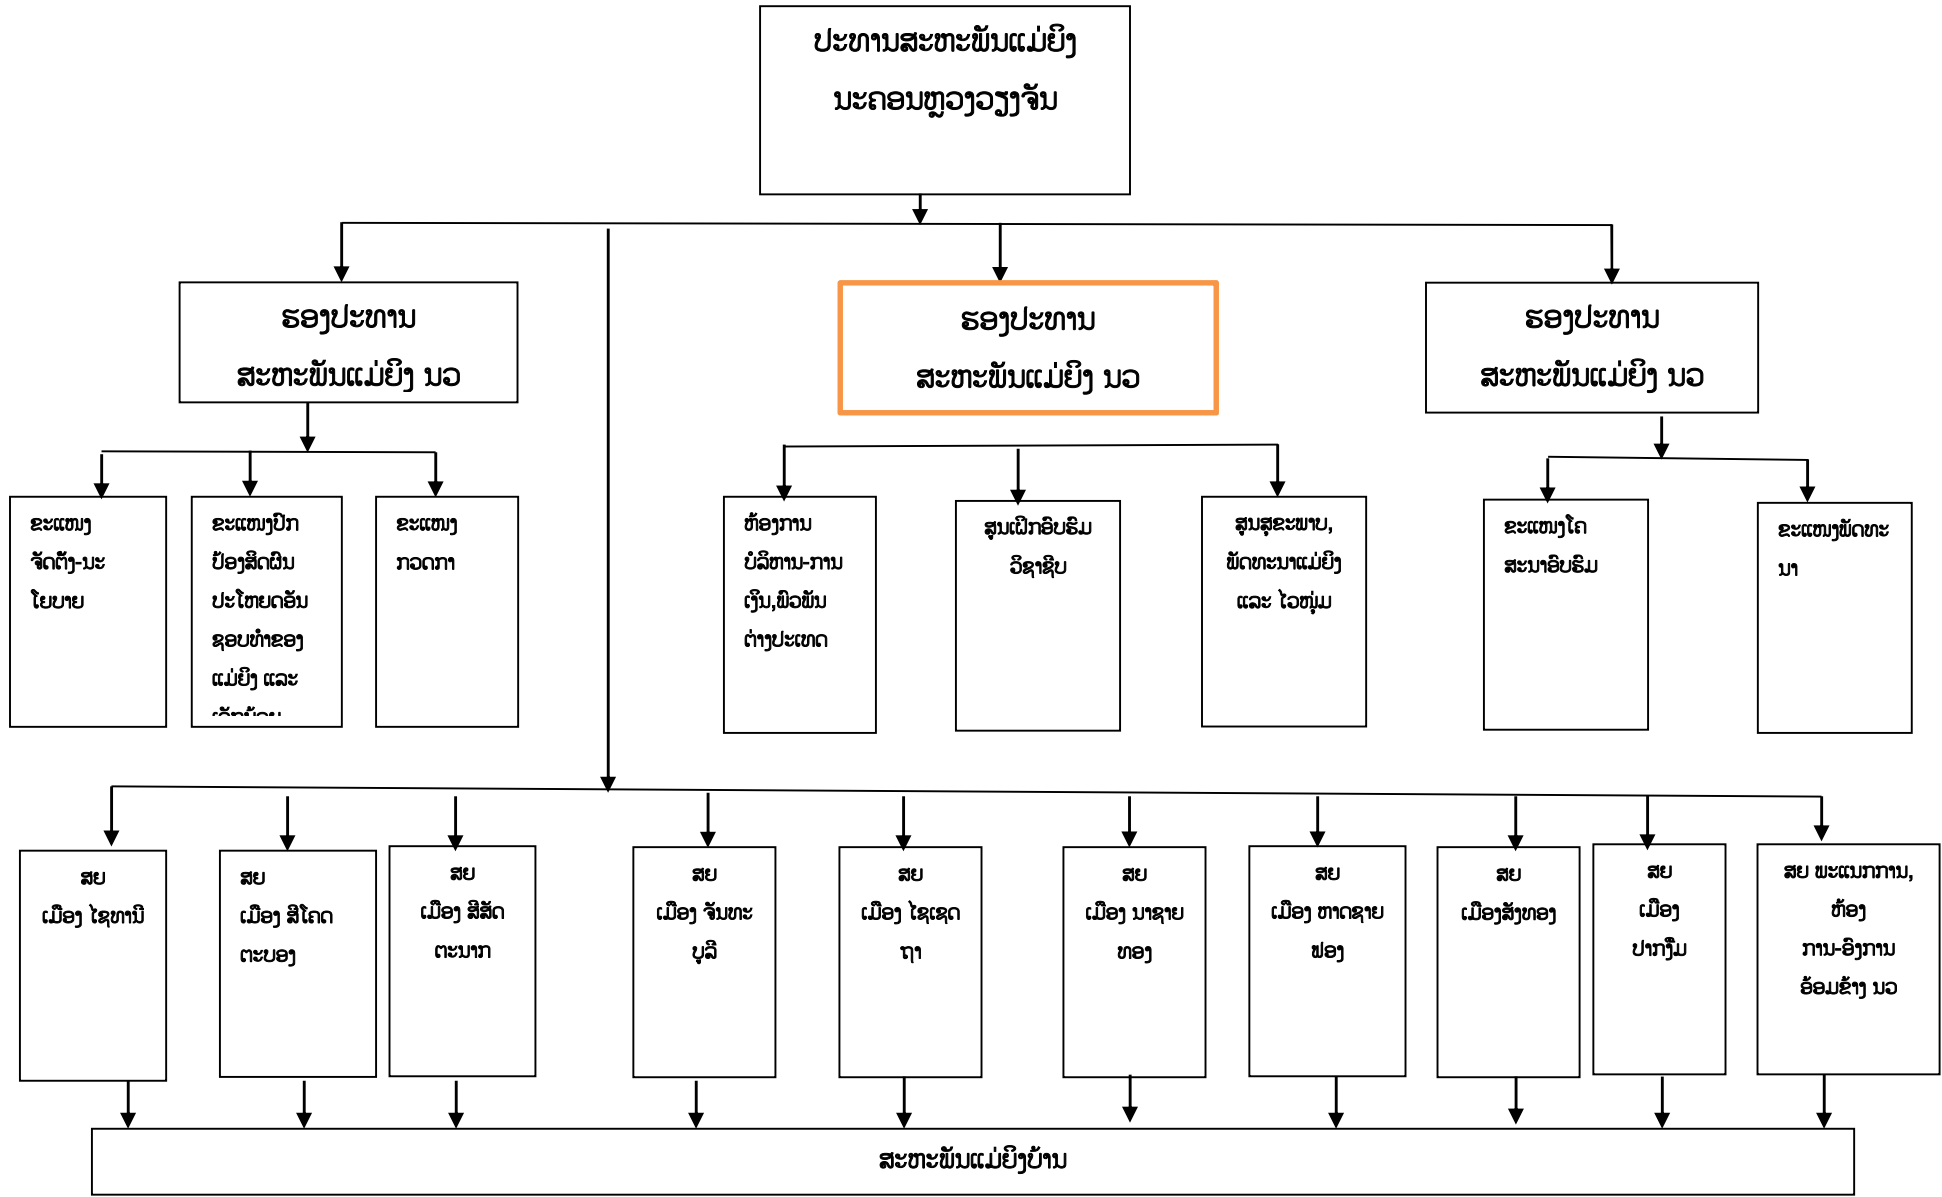 ປະທານສະຫະພັນແມ່ຍິງ
ນະຄອນຫຼວງວຽງຈັນ
ຮອງປະທານ
ສະຫະພັນແມ່ຍິງ ນວ
ຮອງປະທານ
ສະຫະພັນແມ່ຍິງ ນວ
ຮອງປະທານ
ສະຫະພັນແມ່ຍິງ ນວ
ຂະແໜງ
ຈັດຕັ້ງ-ນະ
ໂຍບາຍ
ຂະແໜງປົກ
ປ້ອງສິດຜົນ
ປະໂຫຍດອັນ
ຊອບທຳຂອງ
ແມ່ຍິງ ແລະ
ຂະແໜງ
ກວດກາ
ຫ້ອງການ
ບໍລິຫານ-ການ
ເງິນ,ພົວພັນ
ຕ່າງປະເທດ
ສູນເຝິກອົບຮົມ
ວິຊາຊີບ
ສູນສຸຂະພາບ,
ພັດທະນາແມ່ຍິງ
ແລະ ໄວໜຸ່ມ
ຂະແໜງໂຄ
ສະນາອົບຮົມ
ຂະແໜງພັດທະ
ນາ
ສຍ
ເມືອງ ໄຊທານີ
ສຍ
ເມືອງ ສີໂຄດ
ຕະບອງ
ສຍ
ເມືອງ ສີສັດ
ຕະນາກ
ສຍ
ເມືອງ ຈັນທະ
ບູລີ
ສຍ
ເມືອງ ໄຊເຊດ
ຖາ
ສຍ
ເມືອງ ນາຊາຍ
ທອງ
ສຍ
ເມືອງ ຫາດຊາຍ
ຟອງ
ສຍ
ເມືອງສັງທອງ
ສຍ
ເມືອງ
ປາກງື່ມ
ສຍ ພະແນກການ,
ຫ້ອງ
ການ-ອົງການ
ອ້ອມຂ້າງ ນວ
ສະຫະພັນແມ່ຍິງບ້ານ